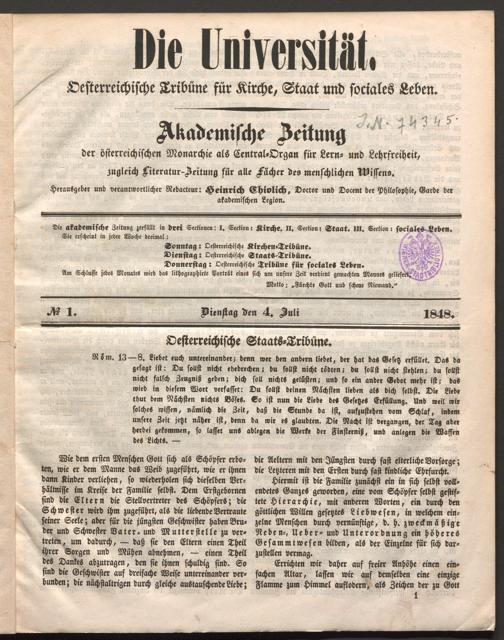 Die Universität.
Oesterreichische Tribüne für Kirche, Staat und sociales Leben.
J.N. 74345.
Akademische Zeitung
der österreichischen Monarchie als Central-Organ für Lern- und Lehrfreiheit,
zugleich Literatur-Zeitung für alle Fächer des menschlichen Wissens.
Herausgeber und verantwortlicher Redacteur: Heinrich Chiolich, Doctor und Docent der Philosophie, Garde der
akademischen Legion.
Die akademische Zeitung zerfällt in drei Sectionen: I. Section: Kirche. II. Section: Staat. III. Section: sociales Leben.
Sie erscheint in jeder Woche dreimal:
Sonntag: Oesterreichische Kirchen-Tribüne.
Dienstag: Oesterreichische Staats-Tribüne.
Donnerstag: Oesterreichische Tribüne für sociales Leben.
Am Schlusse jedes Monates wird das lithographirte Porträt eines sich um unsere Zeit verdient gemachten Mannes geliefert.
Motto: „Fürchte Gott und scheue Niemand."
№ 1. Dienstag den 4. Juli 1848.
Oesterreichische Staats-Tribüne.
Röm. 13—8. Liebet euch untereinander; denn wer den andern liebet, der hat das Gesetz erfüllet. Das da
gesagt ist: Du sollst nicht ehebrechen; du sollst nicht tödten; du sollst nicht stehlen; du sollst
nicht falsch Zeugniß geben; dich soll nichts gelüsten; und so ein ander Gebot mehr ist; das
wird in diesem Wort verfasset: Du sollst deinen Nächsten lieben als dich selbst. Die Liebe
thut dem Nächsten nichts Böses. So ist nun die Liebe des Gesetzes Erfüllung. Und weil wir
solches wissen, nämlich die Zeit, daß die Stunde da ist, aufzustehen vom Schlaf, indem
unsere Zeit jetzt näher ist, denn da wir es glaubten. Die Nacht ist vergangen, der Tag aber
herbei gekommen, so lasset uns ablegen die Werke der Finsterniß, und anlegen die Waffen
des Lichts. —
Wie dem ersten Menschen Gott sich als Schöpfer erbo-
ten, wie er dem Manne das Weib zugeführt, wie er ihnen
dann Kinder verliehen, so wiederholen sich dieselben Ver-
hältnisse im Kreise der Familie selbst. Dem Erstgebornen
sind die Eltern die Stellvertreter des Schöpfers; die
Schwester wird ihm zugeführt, als die liebende Vertraute
seiner Seele; aber für die jüngsten Geschwister haben Bru-
der und Schwester Vater- und Mutterstelle zu ver-
treten, um dadurch, — daß sie den Eltern einen Theil
ihrer Sorgen und Mühen abnehmen, — einen Theil
des Dankes abzutragen, den sie ihnen schuldig sind. So
sind die Geschwister auf dreifache Weise untereinander ver-
bunden; die nächstaltrigen durch gleiche austauschende Liebe;
die Aeltern mit den Jüngsten durch fast elterliche Vorsorge;
die Letzteren mit den Ersten durch fast kindliche Ehrfurcht.
Hiermit ist die Familie zunächst ein in sich selbst voll-
endetes Ganzes geworden, eine vom Schöpfer selbst gestif-
tete Hierarchie, mit anderen Worten, ein durch den
göttlichen Willen gesetztes Liebwesen, in welchem ein-
zelne Menschen durch vernünftige, d. h. zweckmäßige
Neben-, Ueber- und Unterordnung ein höheres
Gesammtwesen bilden, als der Einzelne für sich dar-
zustellen vermag.
Errichten wir daher auf freier Anhöhe einen ein-
fachen Altar, lassen wir auf demselben eine einzige
Flamme zum Himmel auflodern, als Zeichen der zu Gott
1